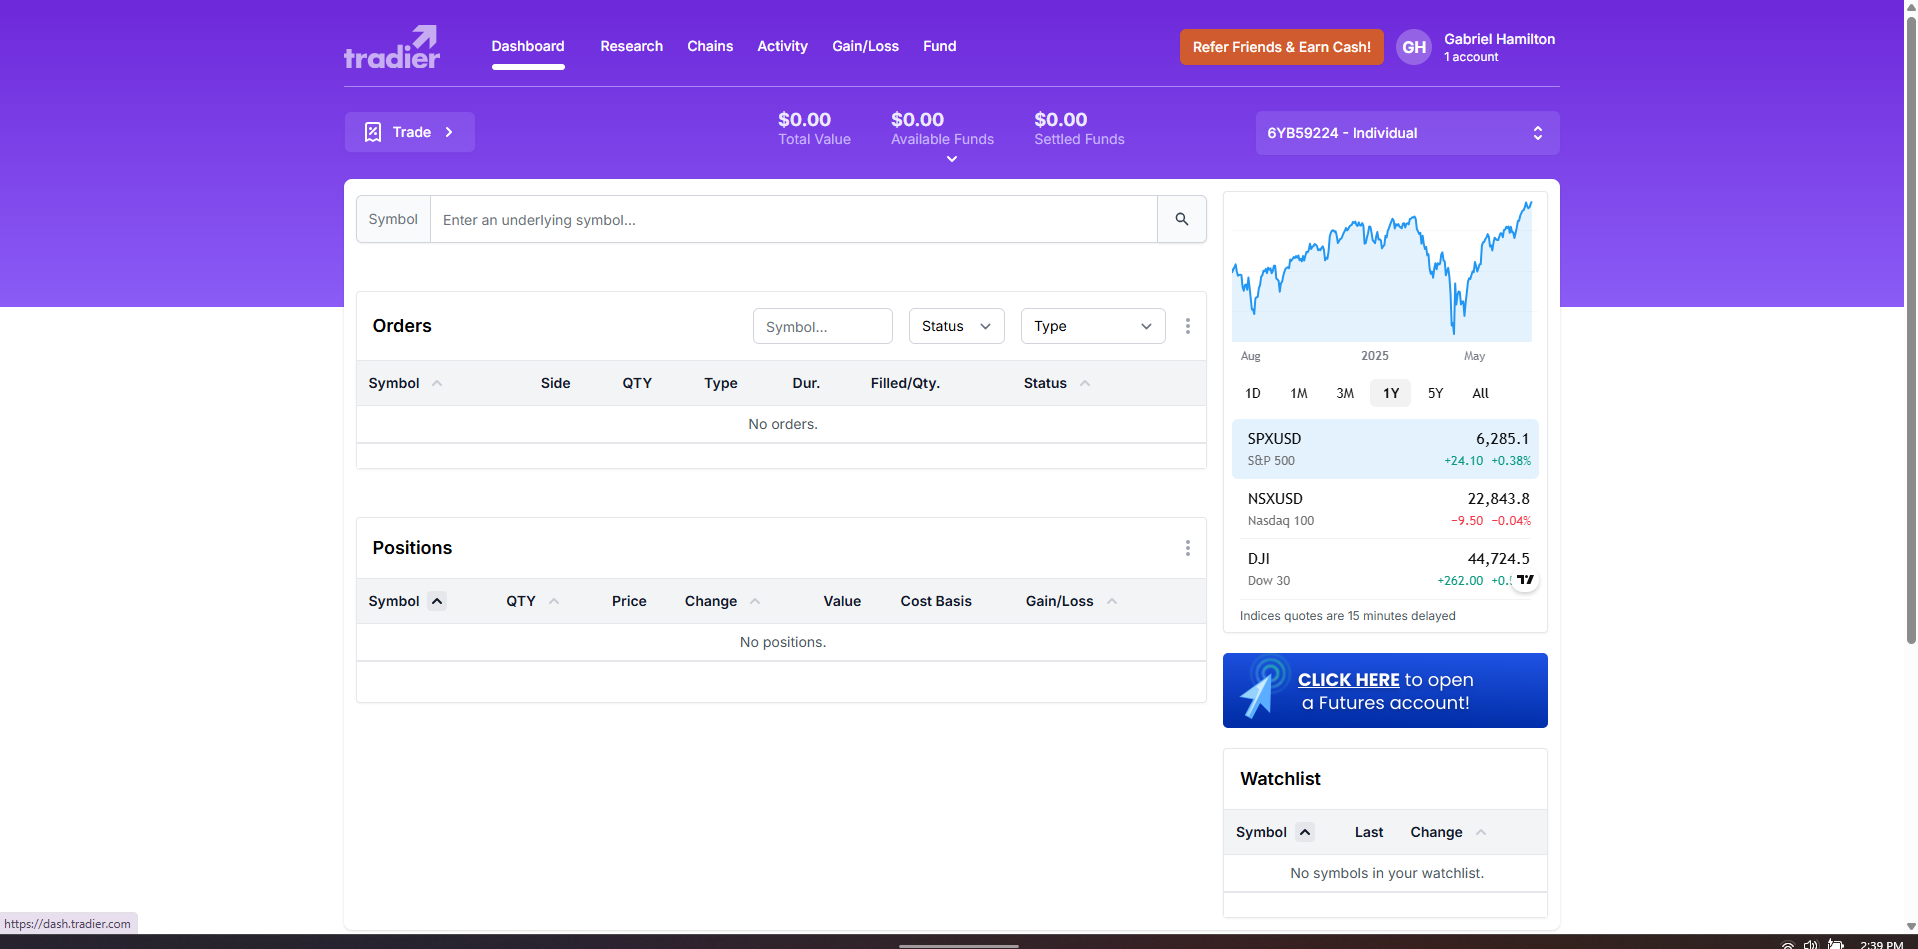 tradier
Dashboard Research Chains Activity Gain/Loss Fund
Refer Friends & Earn Cash!
GH
Gabriel Hamilton
1 account
Trade
$0.00 $0.00 $0.00
Total Value Available Funds Settled Funds
6YB59224 - Individual
Symbol Enter an underlying symbol...
Orders
Symbol... Status Type
Symbol Side QTY Type Dur. Filled/Qty. Status
No orders.
Positions
Symbol QTY Price Change Value Cost Basis Gain/Loss
No positions.
Aug 2025 May
1D 1M 3M 1Y 5Y All
SPXUSD 6,285.1
S&P 500 +24.10 +0.38%
NSXUSD 22,843.8
Nasdaq 100 −9.50 −0.04%
DJI 44,724.5
Dow 30 +262.00
Indices quotes are 15 minutes delayed
CLICK HERE to open
a Futures account!
Watchlist
Symbol Last Change
No symbols in your watchlist.
https://dash.tradier.com
2:39 PM